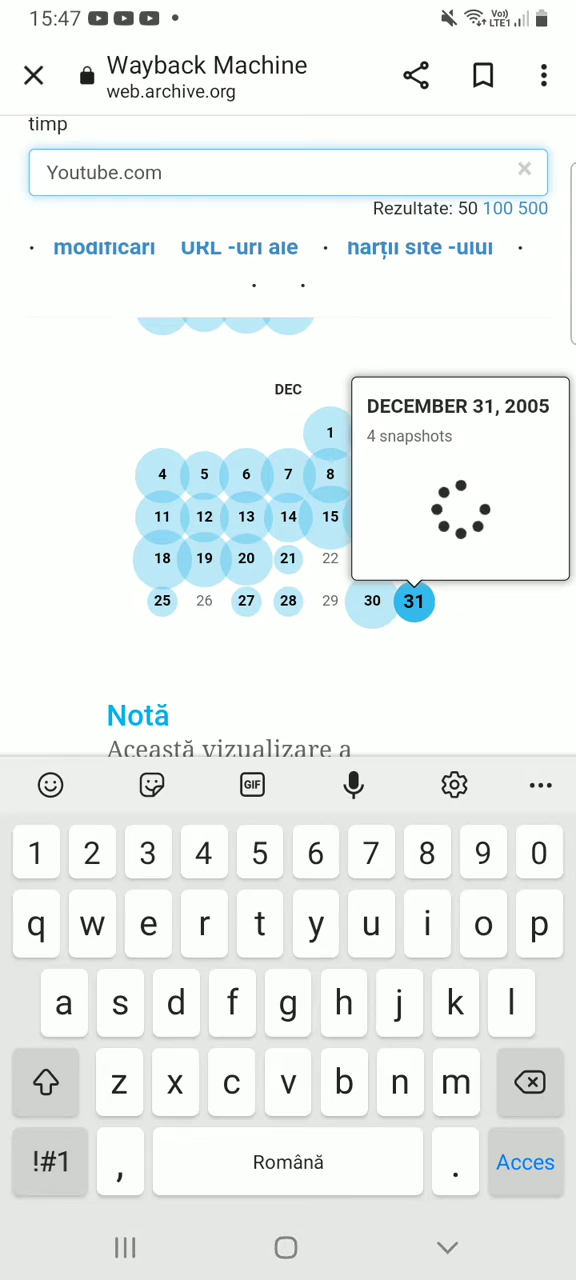 15:47 Vo) LTE1
Wayback Machine
web.archive.org
timp
Youtube.com
Rezultate: 50 100 500
· modificări URL -uri ale · hărții site -ului ·
DEC
DECEMBER 31, 2005
4 snapshots
1
4 5 6 7 8
11 12 13 14 15
18 19 20 21 22
25 26 27 28 29 30 31
Notă
Această vizualizare a
GIF
1 2 3 4 5 6 7 8 9 0
q w e r t y u i o p
a s d f g h j k l
z x c v b n m
!#1 , Română . Acces